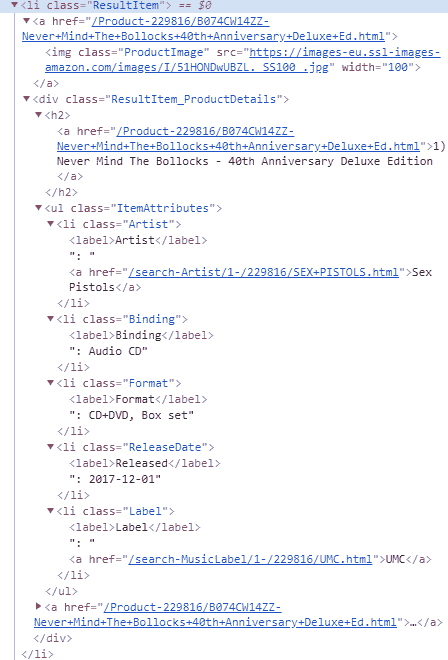 ▼<li class="ResultItem"> == $0
▼<a href="/Product-229816/B074CW14ZZ-
Never+Mind+The+Bollocks+40th+Anniversary+Deluxe+Ed.html">
<img class="ProductImage" src="https://images-eu.ssl-images-
amazon.com/images/I/51HONDwUBZL._SS100_.jpg" width="100">
</a>
▼<div class="ResultItem_ProductDetails">
▼<h2>
<a href="/Product-229816/B074CW14ZZ-
Never+Mind+The+Bollocks+40th+Anniversary+Deluxe+Ed.html">1)
Never Mind The Bollocks - 40th Anniversary Deluxe Edition
</a>
</h2>
▼<ul class="ItemAttributes">
▼<li class="Artist">
<label>Artist</label>
": "
<a href="/search-Artist/1-/229816/SEX+PISTOLS.html">Sex
Pistols</a>
</li>
▼<li class="Binding">
<label>Binding</label>
": Audio CD"
</li>
▼<li class="Format">
<label>Format</label>
": CD+DVD, Box set"
</li>
▼<li class="ReleaseDate">
<label>Released</label>
": 2017-12-01"
</li>
▼<li class="Label">
<label>Label</label>
": "
<a href="/search-MusicLabel/1-/229816/UMC.html">UMC</a>
</li>
</ul>
▶<a href="/Product-229816/B074CW14ZZ-
Never+Mind+The+Bollocks+40th+Anniversary+Deluxe+Ed.html">…</a>
</div>
</li>